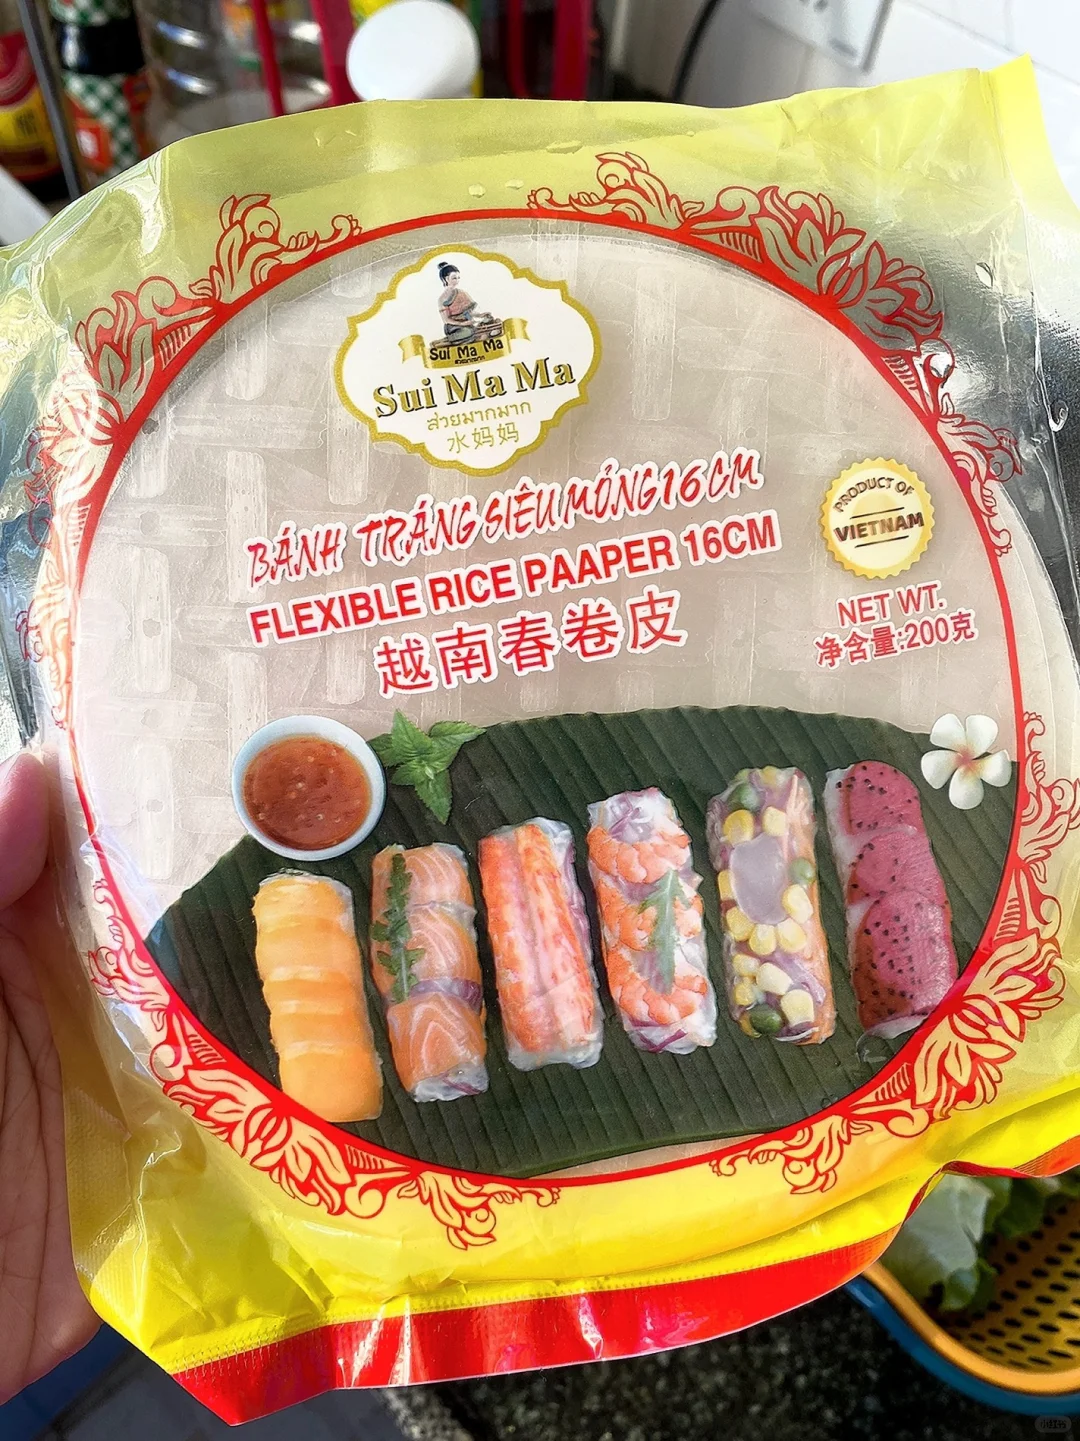 Sui Ma Ma
Sui Ma Ma
สวยมากมาก
水妈妈
BÁNH TRÁNG SIÊU MỎNG 16CM
FLEXIBLE RICE PAAPER 16CM
越南春卷皮
PRODUCT OF
VIETNAM
NET WT.
净含量:200克